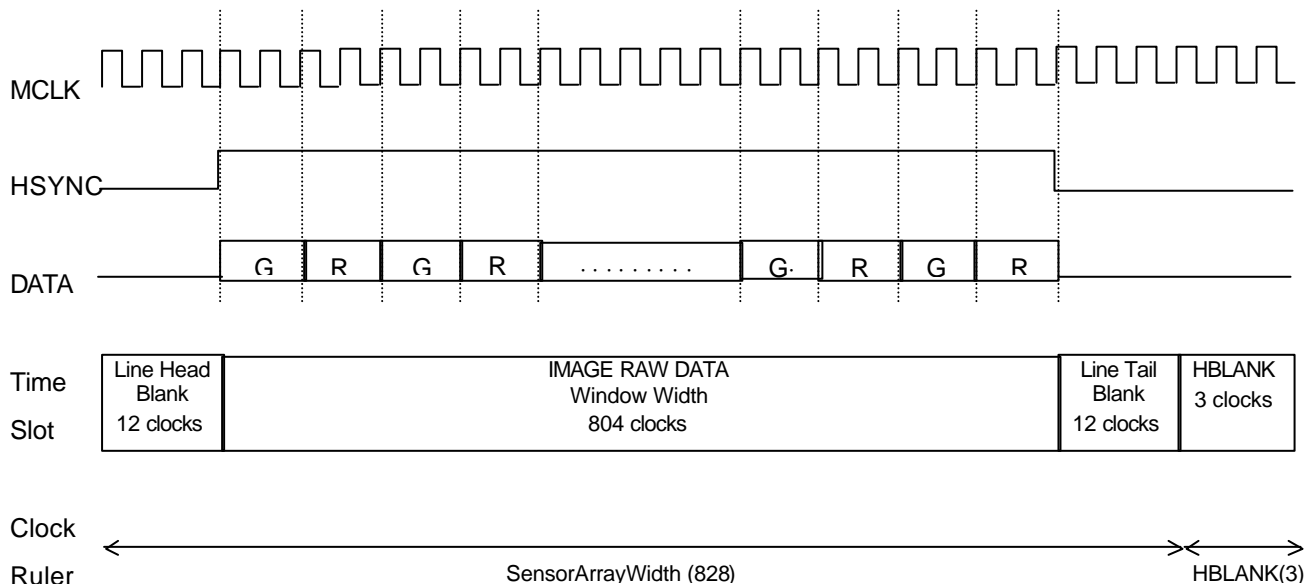 MCLK
HSYNC
DATA
G R G R . . . . . . . . . G. R G R
Time
Slot
Line Head
Blank
12 clocks
IMAGE RAW DATA
Window Width
804 clocks
Line Tail
Blank
12 clocks
HBLANK
3 clocks
Clock
Ruler
SensorArrayWidth (828)
HBLANK(3)